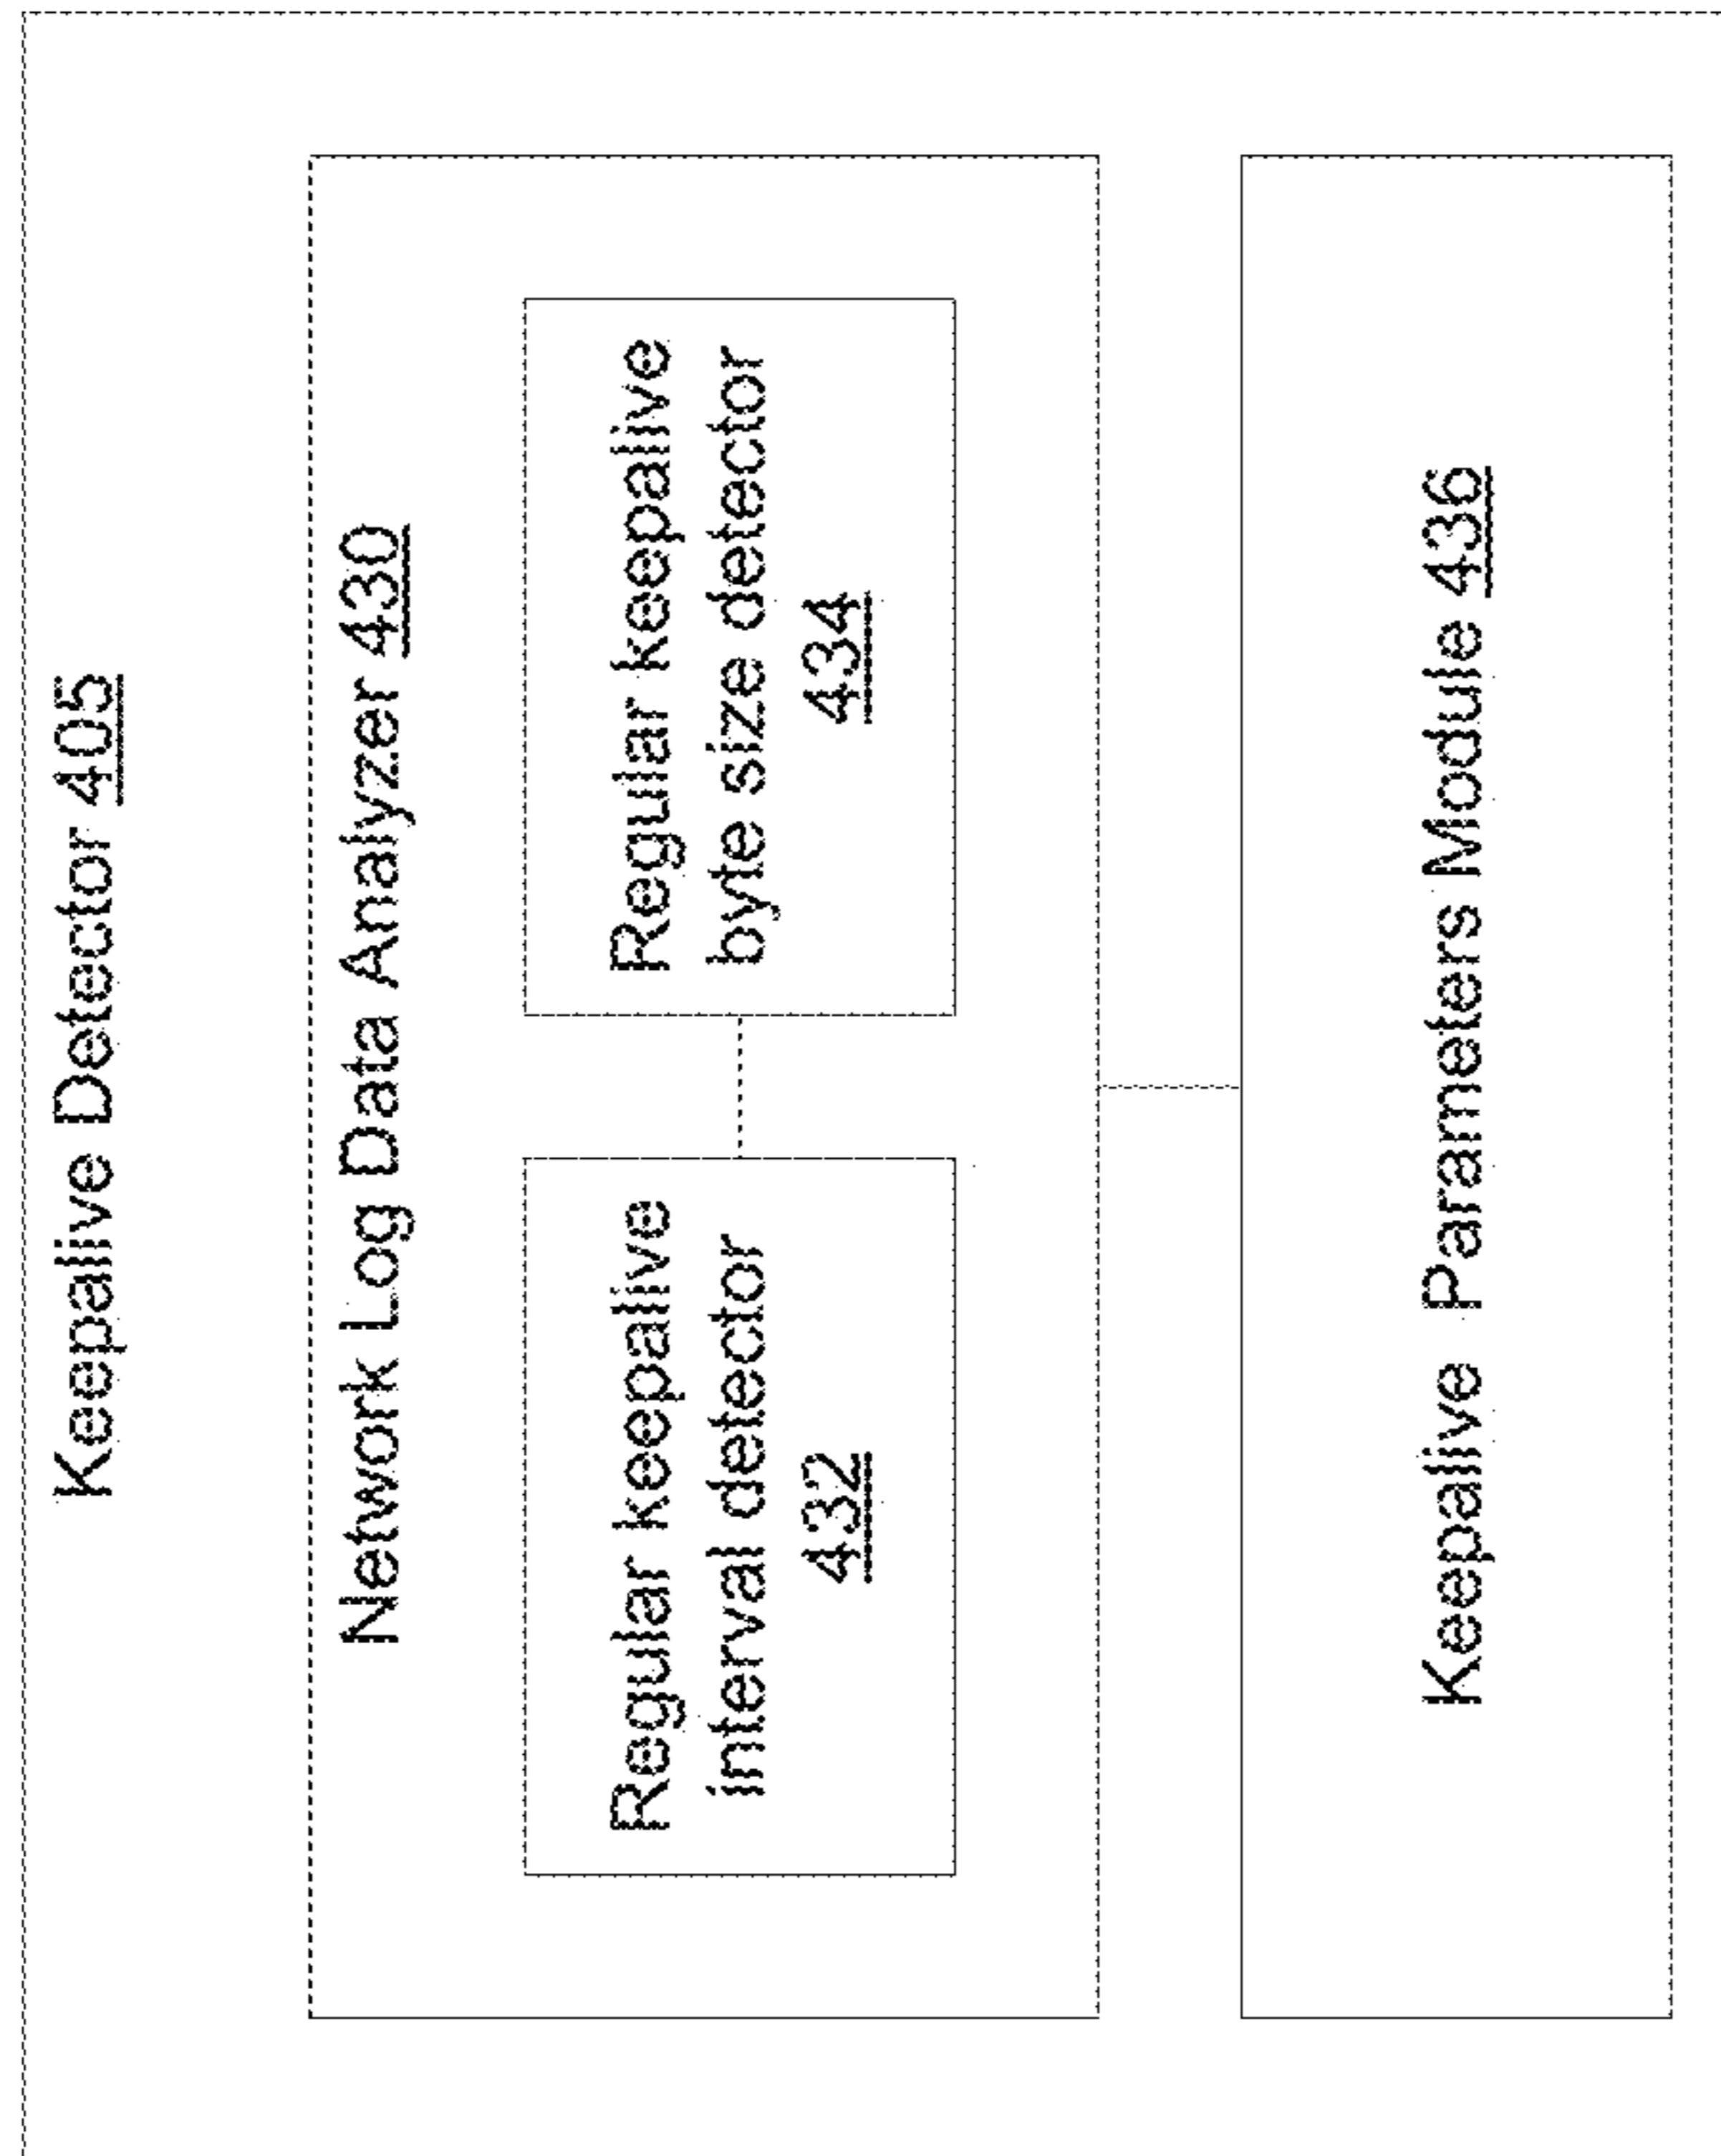 Keepalive Detector 405
Network Log Data Analyzer 430
Regular keepalive
interval detector
432
Regular keepalive
byte size detector
434
Keepalive Parameters Module 436